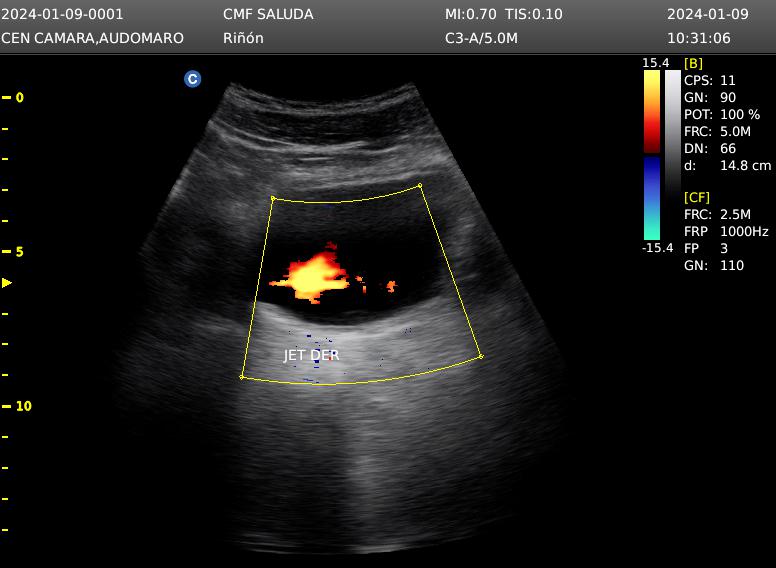 2024-01-09-0001 CMF SALUDA MI:0.70 TIS:0.10 2024-01-09
CEN CAMARA,AUDOMARO Riñón C3-A/5.0M 10:31:06
C
15.4 [B]
CPS: 11
GN: 90
POT: 100 %
FRC: 5.0M
DN: 66
d: 14.8 cm
[CF]
FRC: 2.5M
FRP 1000Hz
FP 3
GN: 110
-15.4
0
5
10
JET DER